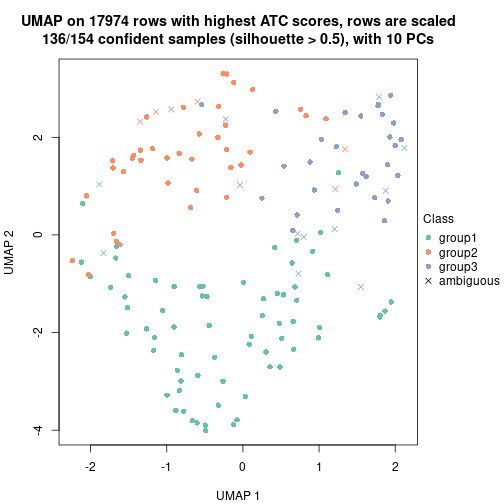 UMAP on 17974 rows with highest ATC scores, rows are scaled
136/154 confident samples (silhouette > 0.5), with 10 PCs
2
0
-2
-4
UMAP 2
-2
-1
0
1
2
UMAP 1
Class
group1
group2
group3
ambiguous